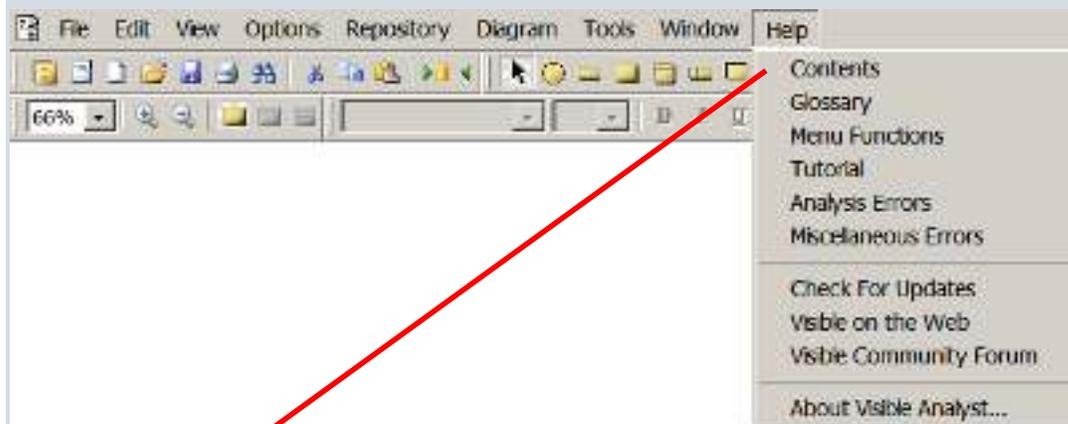 File Edit View Options Repository Diagram Tools Window Help
66%
Contents
Glossary
Menu Functions
Tutorial
Analysis Errors
Miscellaneous Errors
Check For Updates
Visible on the Web
Visible Community Forum
About Visible Analyst...